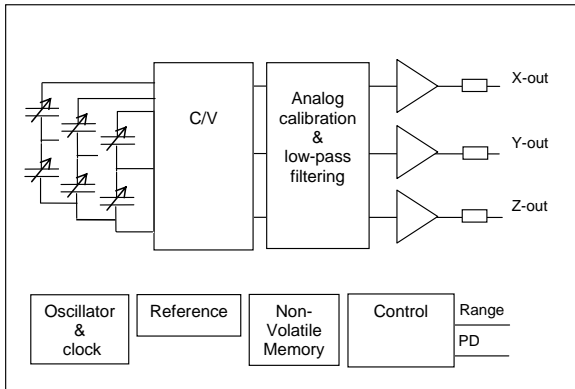 C/V
Analog
calibration
&
low-pass
filtering
X-out
Y-out
Z-out
Oscillator
&
clock
Reference
Non-
Volatile
Memory
Control
Range
PD